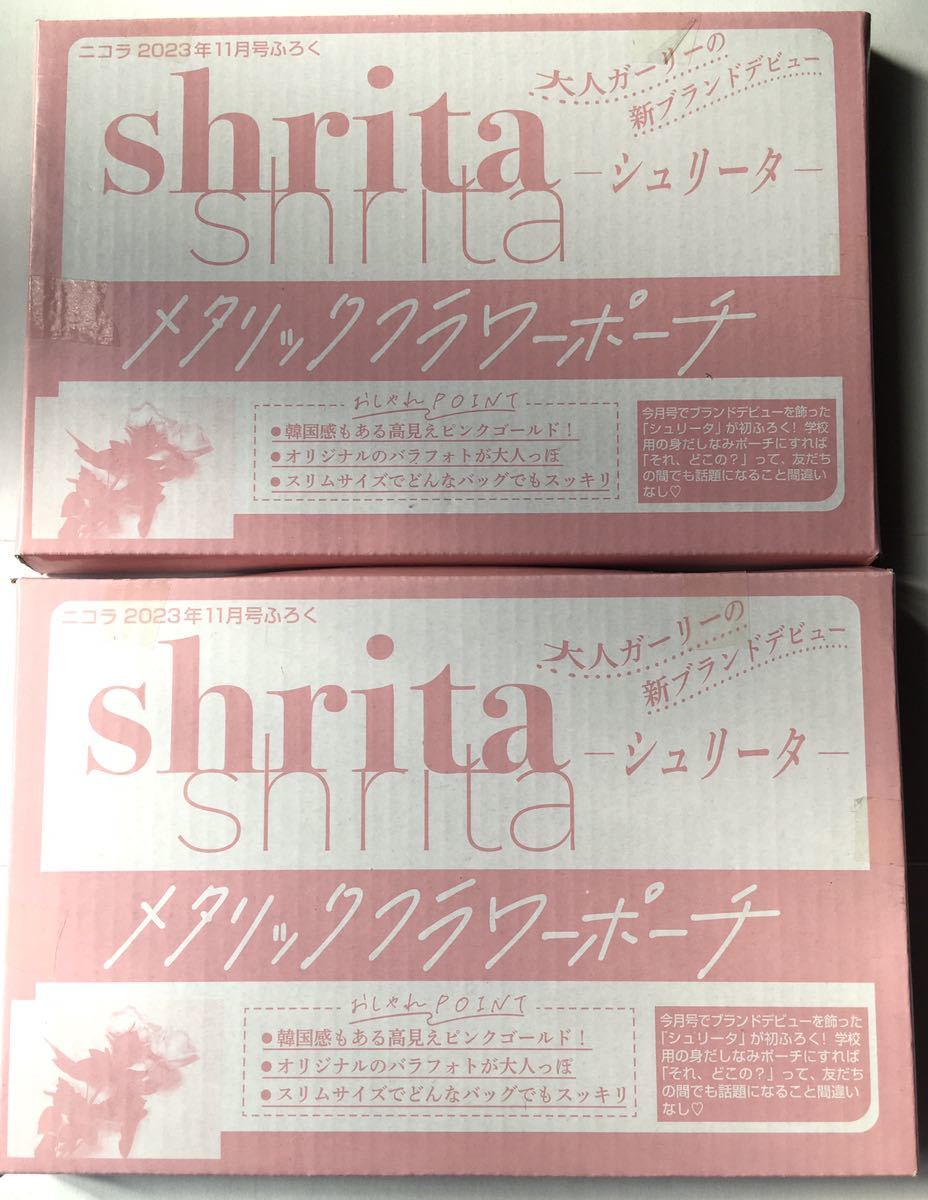 ニコラ 2023年11月号ふろく
大人ガーリーの
新ブランドデビュー
shrita
shrita
−シュリータ−
メタリックフラワーポーチ
おしゃれPOINT
●韓国感もある高見えピンクゴールド!
●オリジナルのバラフォトが大人っぽ
●スリムサイズでどんなバッグでもスッキリ
今月号でブランドデビューを飾った
「シュリータ」が初ふろく! 学校
用の身だしなみポーチにすれば
「それ、どこの?」って、友だち
の間でも話題になること間違い
なし♡
ニコラ 2023年11月号ふろく
大人ガーリーの
新ブランドデビュー
shrita
shrita
−シュリータ−
メタリックフラワーポーチ
おしゃれPOINT
●韓国感もある高見えピンクゴールド!
●オリジナルのバラフォトが大人っぽ
●スリムサイズでどんなバッグでもスッキリ
今月号でブランドデビューを飾った
「シュリータ」が初ふろく! 学校
用の身だしなみポーチにすれば
「それ、どこの?」って、友だち
の間でも話題になること間違い
なし♡